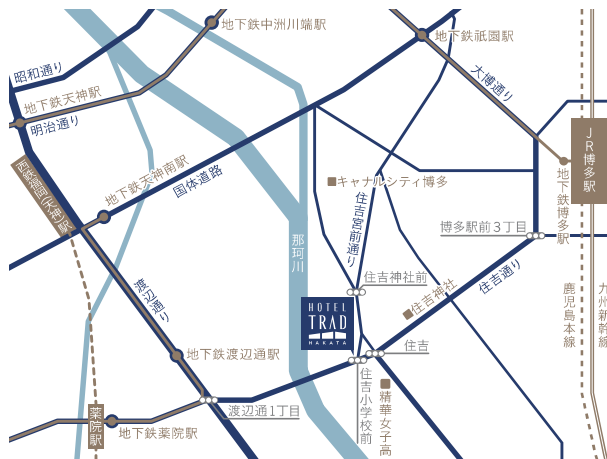 地下鉄中洲川端駅
地下鉄祇園駅
昭和通り
大博通り
地下鉄天神駅
明治通り
JR博多駅
西鉄福岡(天神)駅
地下鉄天神南駅
国体道路
キャナルシティ博多
地下鉄博多駅
住吉宮前通り
博多駅前3丁目
那珂川
住吉神社前
住吉通り
渡辺通り
住吉神社
鹿児島本線
九州新幹線
HOTEL
TRAD
HAKATA
住吉
地下鉄渡辺通駅
住吉小学校前
精華女子高
渡辺通1丁目
薬院駅
地下鉄薬院駅